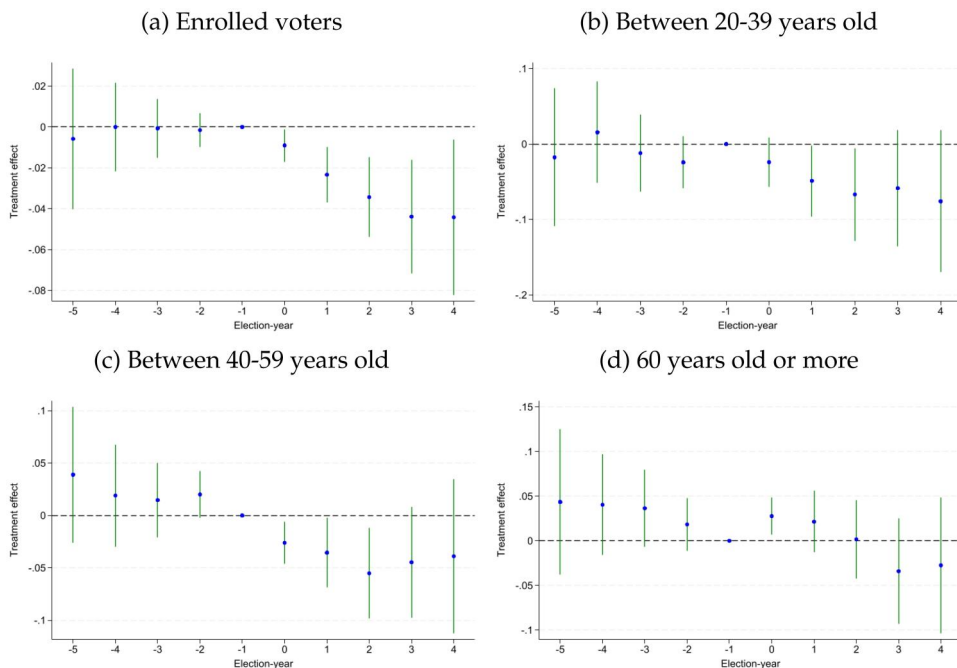 (a) Enrolled voters
.02
0
-.02
-.04
-.06
-.08
Treatment effect
-5 -4 -3 -2 -1 0 1 2 3 4
Election-year
(b) Between 20-39 years old
.1
0
-.1
-.2
Treatment effect
-5 -4 -3 -2 -1 0 1 2 3 4
Election-year
(c) Between 40-59 years old
.1
.05
0
-.05
-.1
Treatment effect
-5 -4 -3 -2 -1 0 1 2 3 4
Election-year
(d) 60 years old or more
.15
.1
.05
0
-.05
-.1
Treatment effect
-5 -4 -3 -2 -1 0 1 2 3 4
Election-year